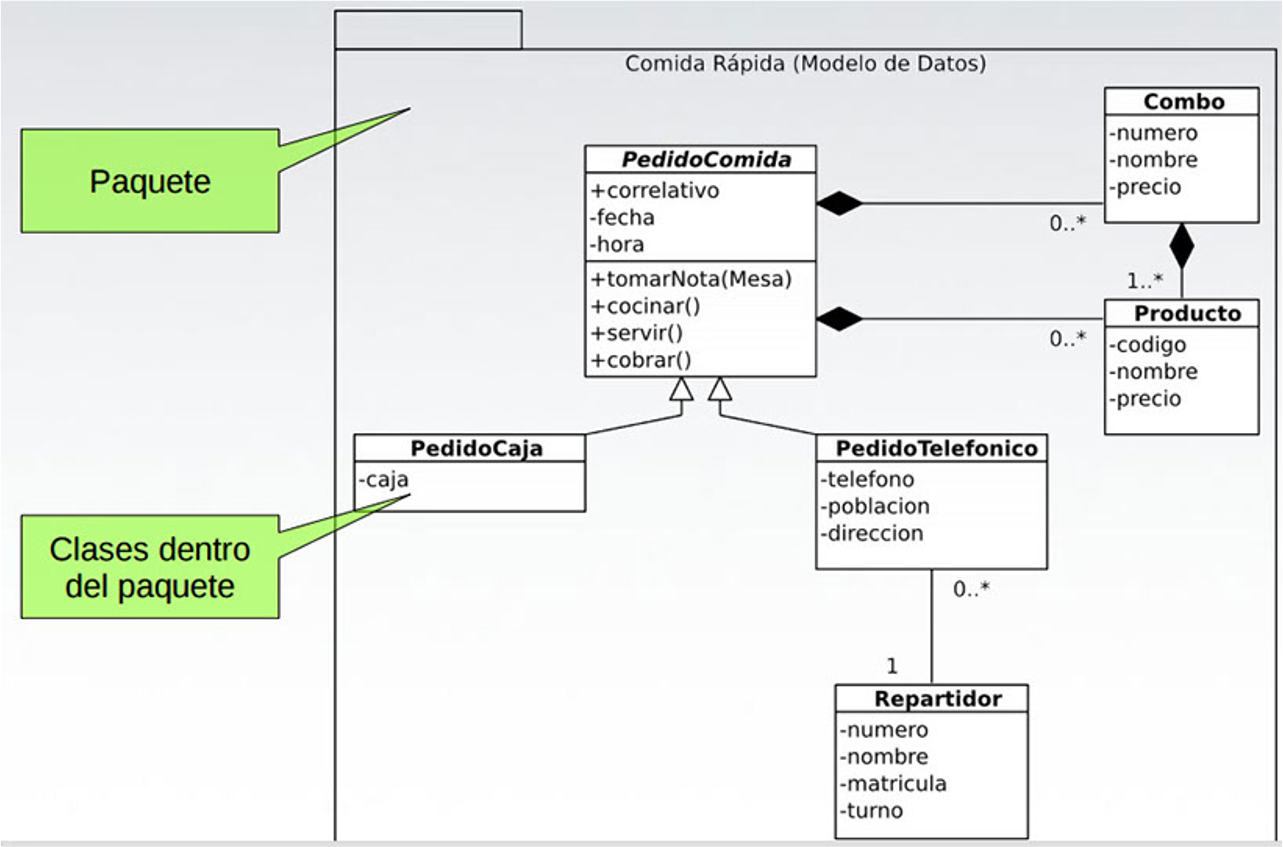 Comida Rápida (Modelo de Datos)
Paquete
Combo
-numero
-nombre
-precio
PedidoComida
+correlativo
-fecha
-hora
+tomarNota(Mesa)
+cocinar()
+servir()
+cobrar()
0..*
1..*
0..*
Producto
-codigo
-nombre
-precio
PedidoCaja
-caja
PedidoTelefonico
-telefono
-poblacion
-direccion
Clases dentro
del paquete
0..*
1
Repartidor
-numero
-nombre
-matricula
-turno